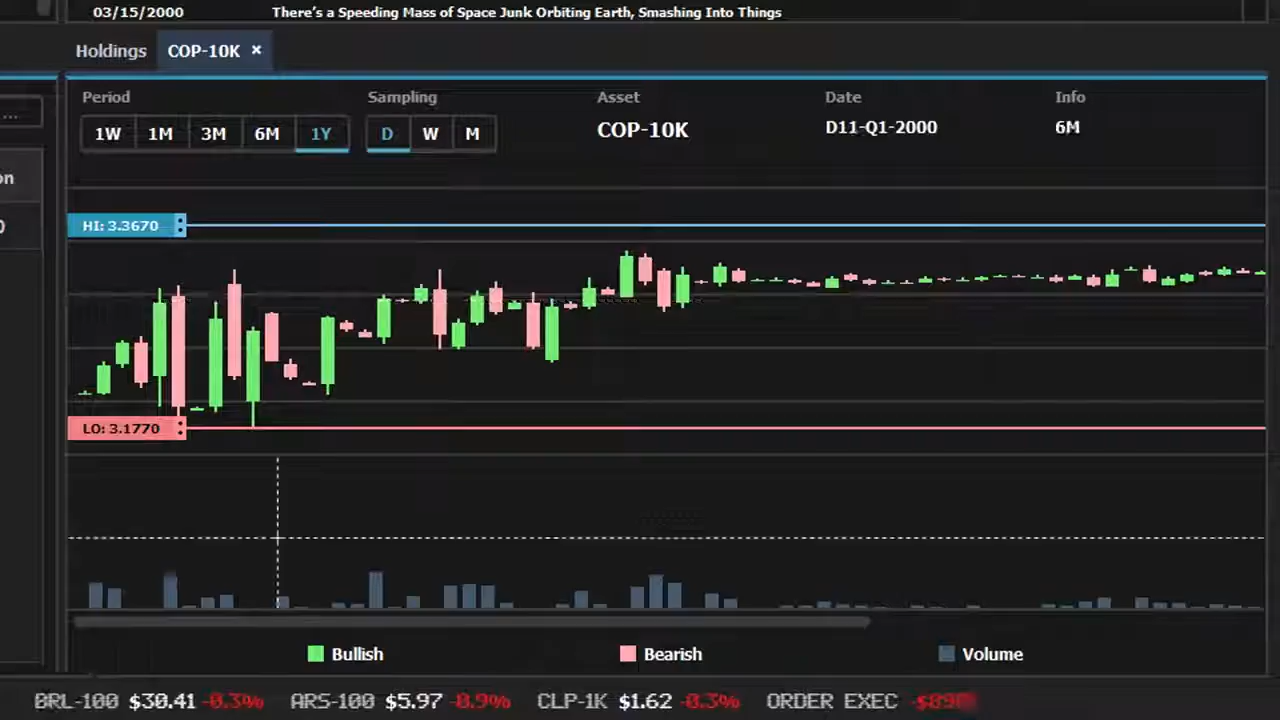 03/15/2000 There's a Speeding Mass of Space Junk Orbiting Earth, Smashing Into Things
Holdings COP-10K ×
Period Sampling Asset Date Info
... 1W 1M 3M 6M 1Y D W M COP-10K D11-Q1-2000 6M
on
HI: 3.3670
LO: 3.1770
Bullish Bearish Volume
BRL-100 $30.41 -0.3% ARS-100 $5.97 -0.9% CLP-1K $1.62 -0.3% ORDER EXEC